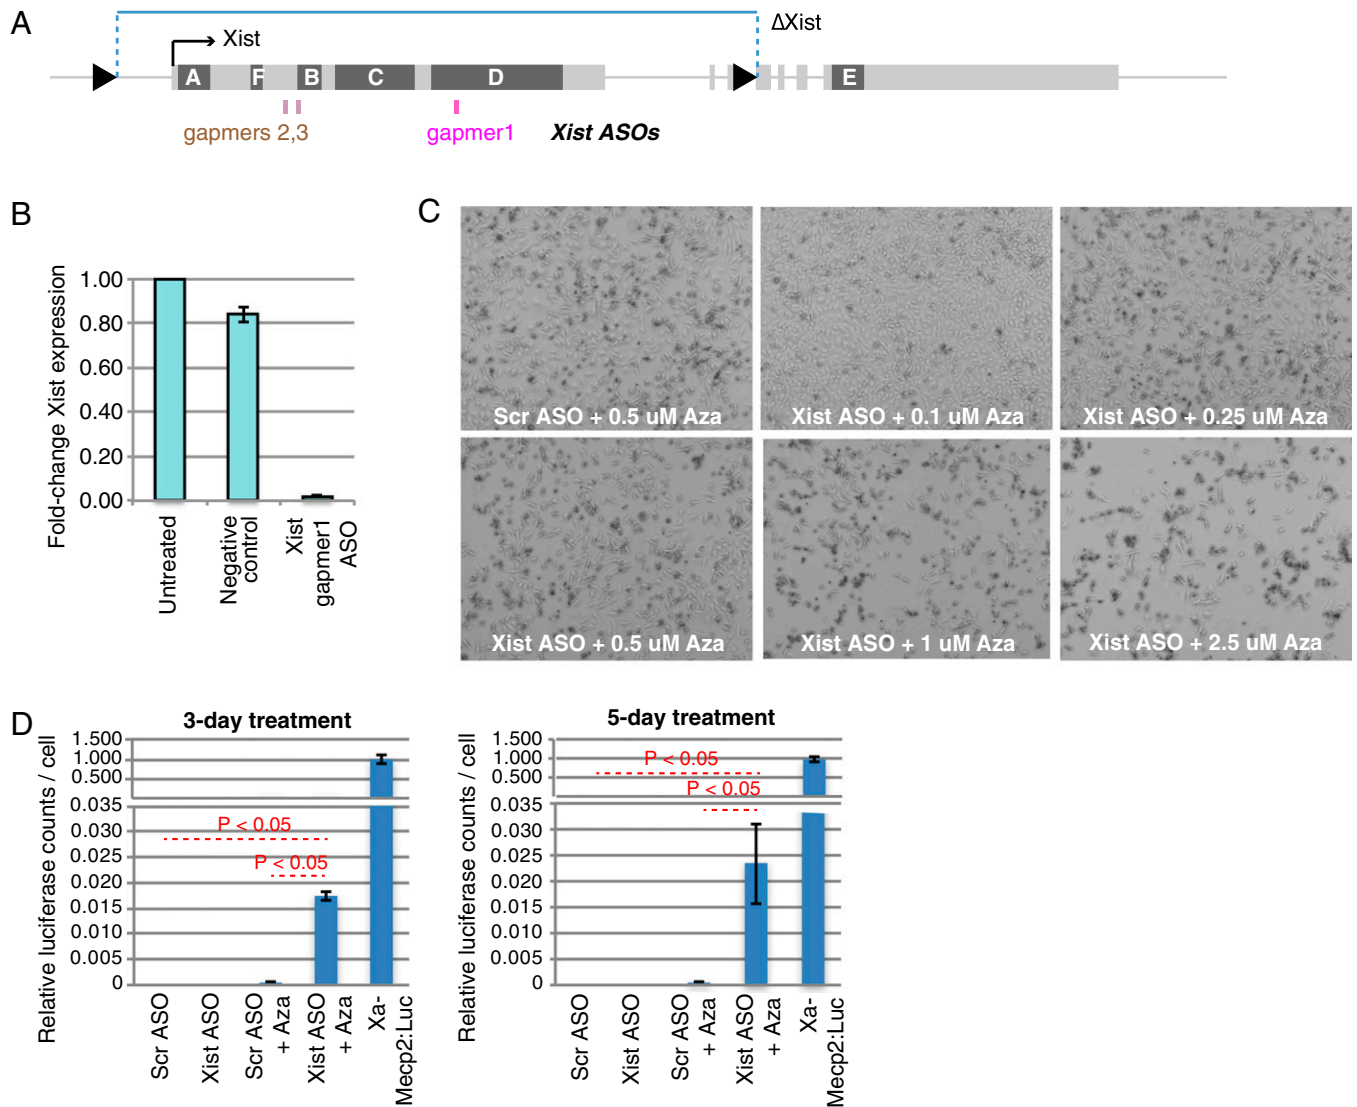 A
Xist
ΔXist
A
F
B
C
D
E
gapmers 2,3
gapmer1
Xist ASOs
B
Fold-change Xist expression
1.00
0.80
0.60
0.40
0.20
0.00
Untreated
Negative
control
Xist
gapmer1
ASO
C
Scr ASO + 0.5 uM Aza
Xist ASO + 0.1 uM Aza
Xist ASO + 0.25 uM Aza
Xist ASO + 0.5 uM Aza
Xist ASO + 1 uM Aza
Xist ASO + 2.5 uM Aza
D
3-day treatment
Relative luciferase counts / cell
1.500
1.000
0.500
0.035
0.030
0.025
0.020
0.015
0.010
0.005
0
P < 0.05
P < 0.05
Scr ASO
Xist ASO
Scr ASO
+ Aza
Xist ASO
+ Aza
Xa-
Mecp2:Luc
5-day treatment
Relative luciferase counts / cell
1.500
1.000
0.500
0.035
0.030
0.025
0.020
0.015
0.010
0.005
0
P < 0.05
P < 0.05
Scr ASO
Xist ASO
Scr ASO
+ Aza
Xist ASO
+ Aza
Xa-
Mecp2:Luc